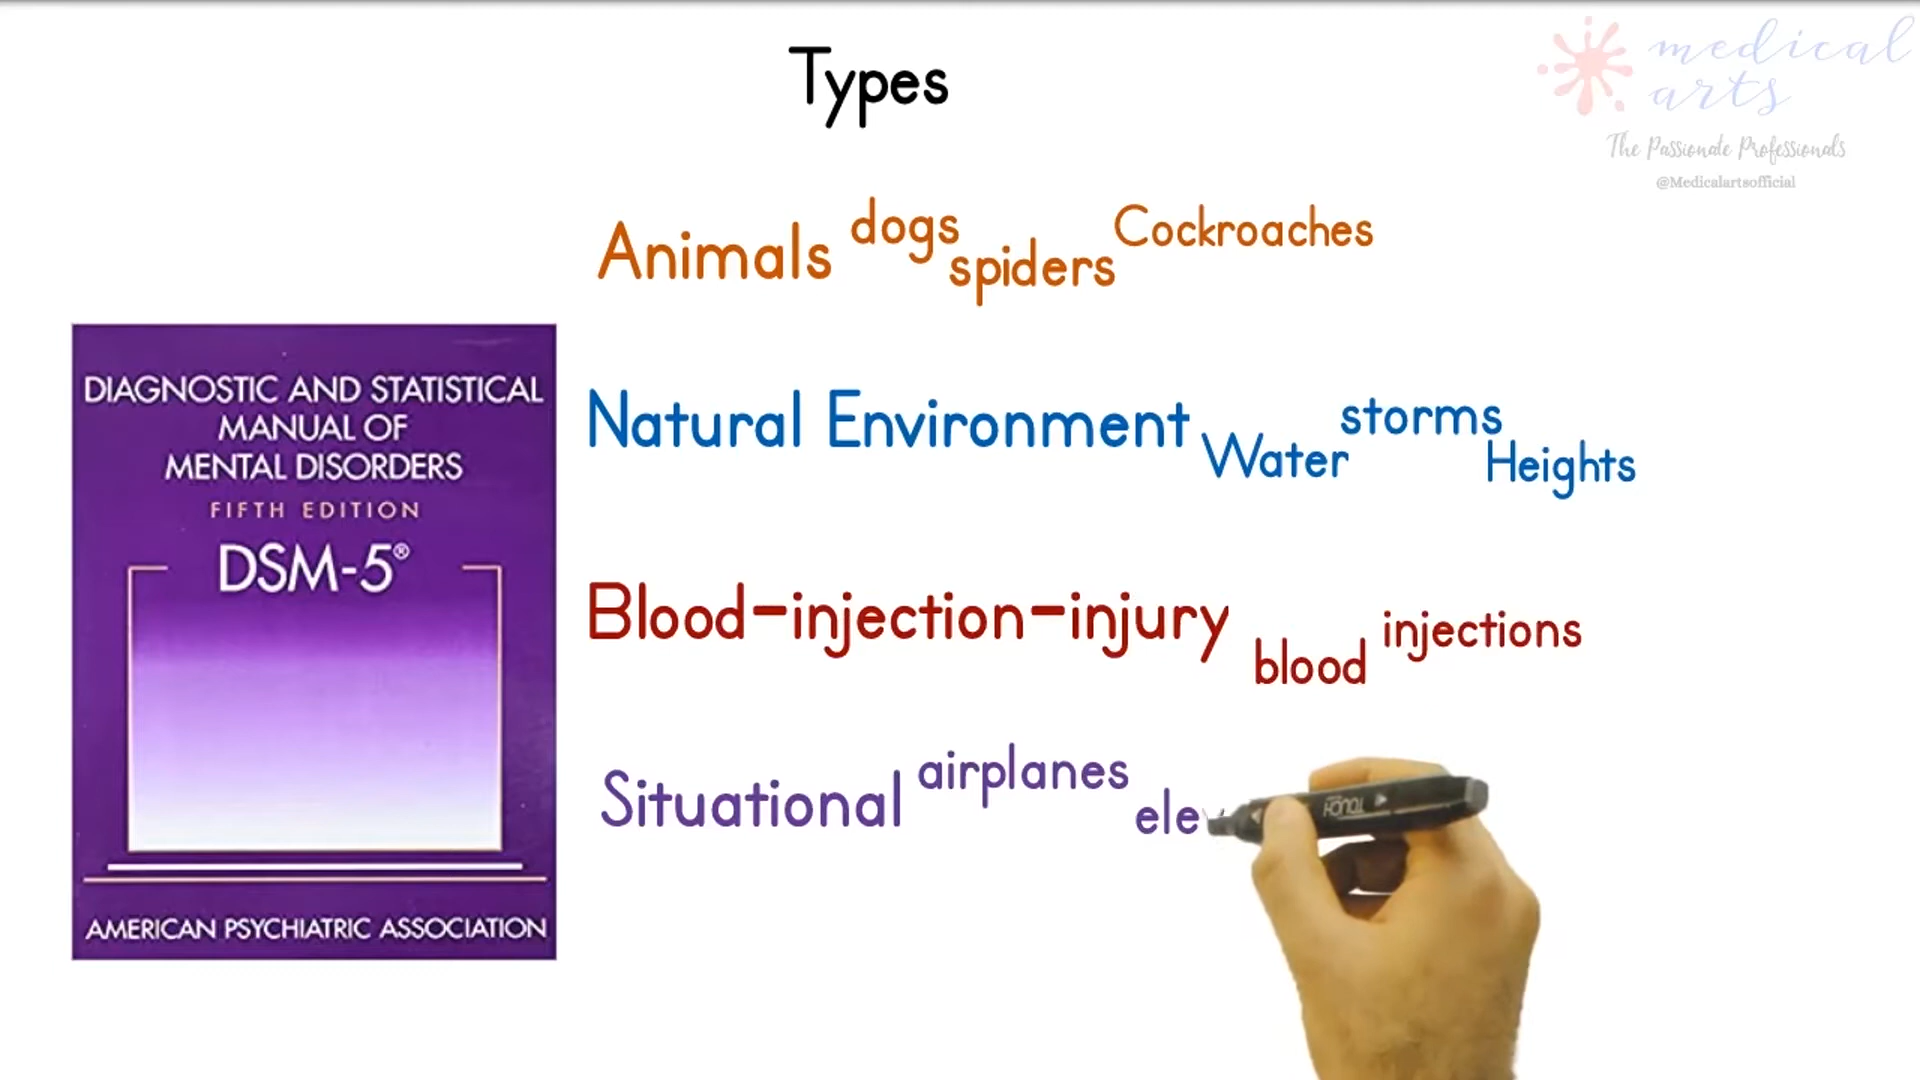 Types
medical
arts
The Passionate Professionals
@Medicalartsofficial
Animals dogs spiders Cockroaches
DIAGNOSTIC AND STATISTICAL
MANUAL OF
MENTAL DISORDERS
FIFTH EDITION
DSM-5®
AMERICAN PSYCHIATRIC ASSOCIATION
Natural Environment Water storms Heights
Blood-injection-injury blood injections
Situational airplanes ele
TOUCH